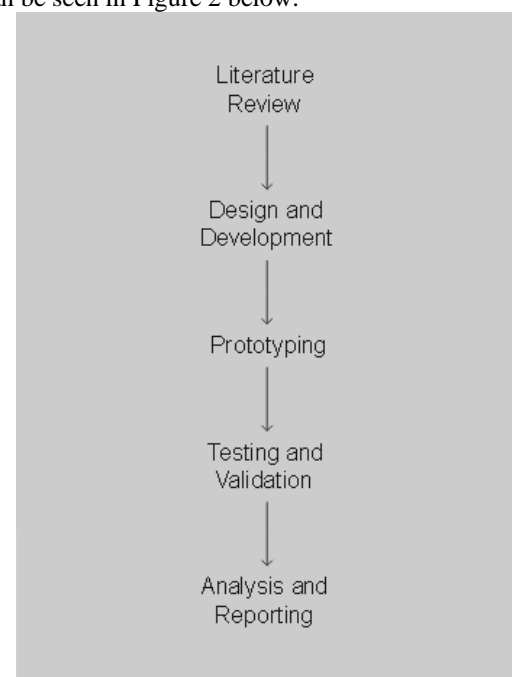 be seen in Figure 2 below.
Literature
Review
Design and
Development
Prototyping
Testing and
Validation
Analysis and
Reporting